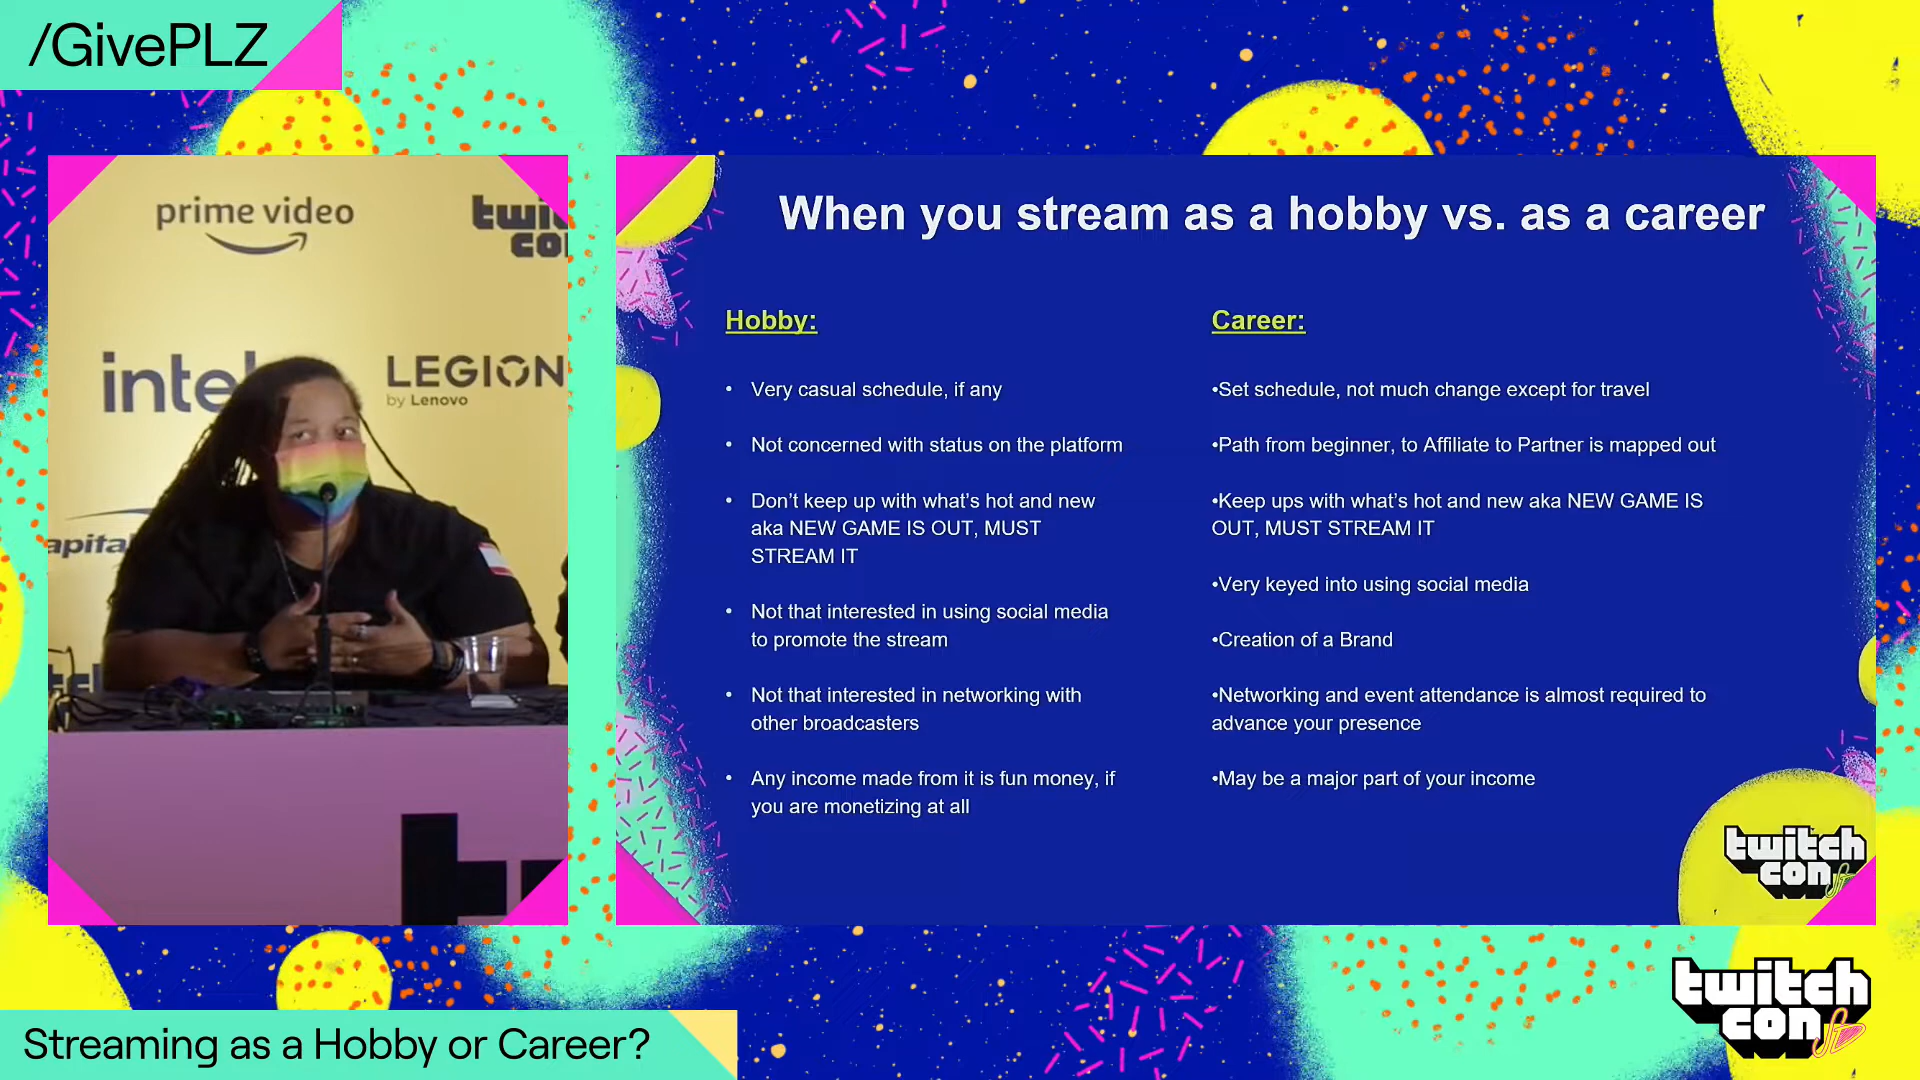 /GivePLZ
prime video
twi
co
intel
LEGION
by Lenovo
apital
When you stream as a hobby vs. as a career
Hobby:
• Very casual schedule, if any
• Not concerned with status on the platform
• Don’t keep up with what’s hot and new
aka NEW GAME IS OUT, MUST
STREAM IT
• Not that interested in using social media
to promote the stream
• Not that interested in networking with
other broadcasters
• Any income made from it is fun money, if
you are monetizing at all
Career:
•Set schedule, not much change except for travel
•Path from beginner, to Affiliate to Partner is mapped out
•Keep ups with what’s hot and new aka NEW GAME IS
OUT, MUST STREAM IT
•Very keyed into using social media
•Creation of a Brand
•Networking and event attendance is almost required to
advance your presence
•May be a major part of your income
twitch
con
Streaming as a Hobby or Career?
twitch
con